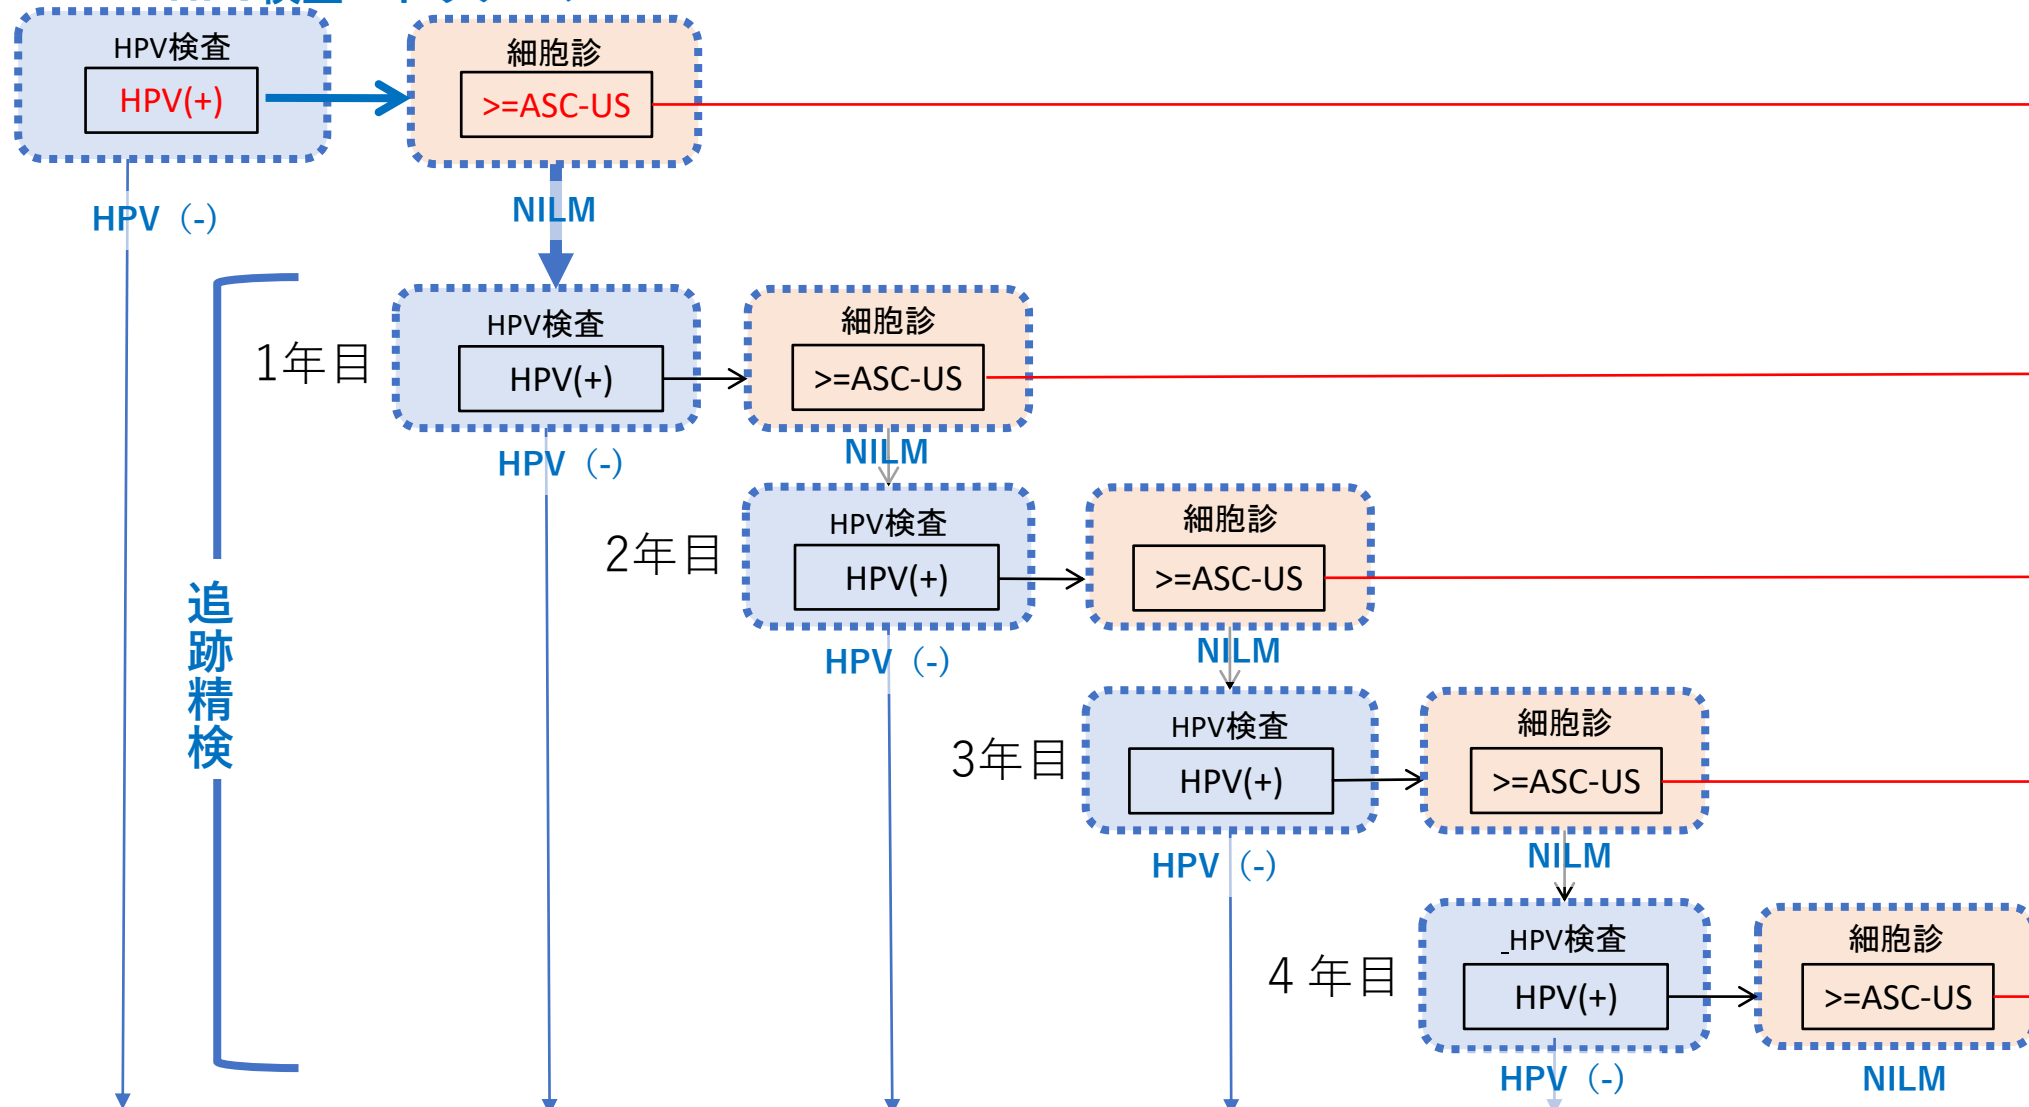 HPV検査
HPV(+)
細胞診
>=ASC-US
HPV（-）
NILM
追跡精検
1年目
HPV検査
HPV(+)
細胞診
>=ASC-US
HPV（-）
NILM
2年目
HPV検査
HPV(+)
細胞診
>=ASC-US
HPV（-）
NILM
3年目
HPV検査
HPV(+)
細胞診
>=ASC-US
HPV（-）
NILM
4 年目
_HPV検査
HPV(+)
細胞診
>=ASC-US
HPV（-）
NILM